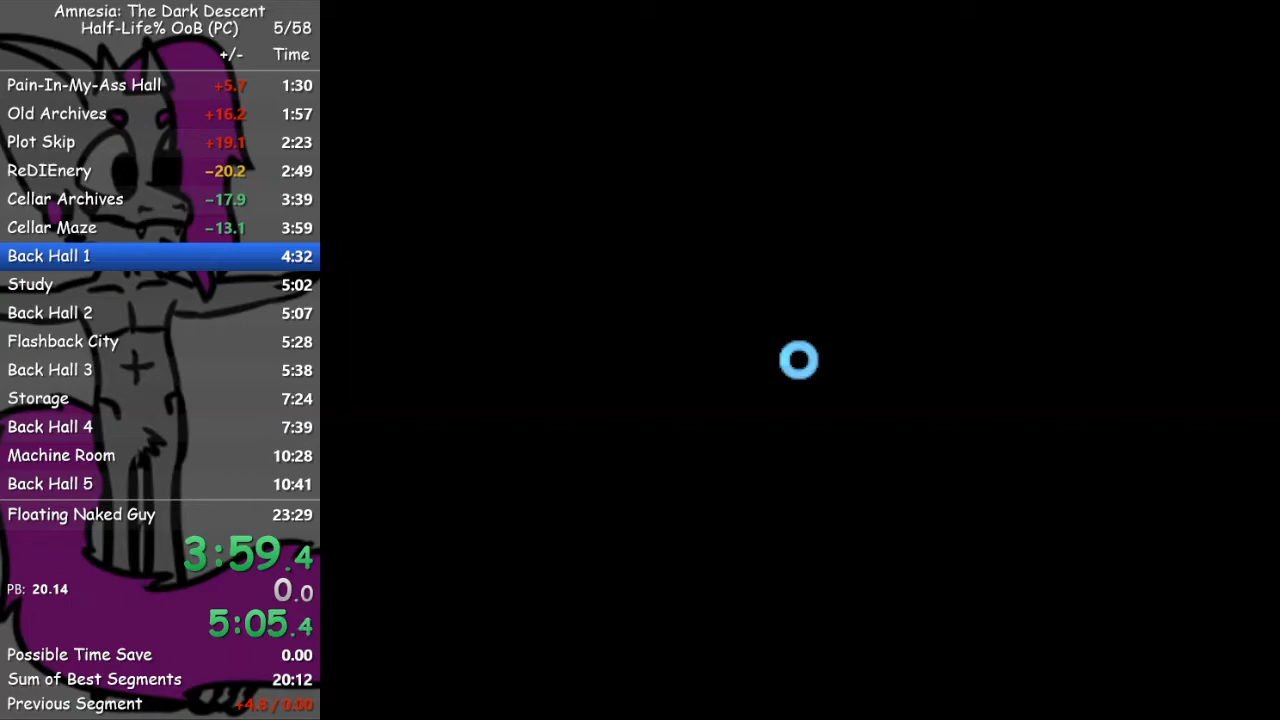 Amnesia: The Dark Descent
Half-Life% OoB (PC) 5/58
+/- Time
Pain-In-My-Ass Hall +5.7 1:30
Old Archives +16.2 1:57
Plot Skip +19.1 2:23
ReDIEnery −20.2 2:49
Cellar Archives −17.9 3:39
Cellar Maze −13.1 3:59
Back Hall 1 4:32
Study 5:02
Back Hall 2 5:07
Flashback City 5:28
Back Hall 3 5:38
Storage 7:24
Back Hall 4 7:39
Machine Room 10:28
Back Hall 5 10:41
Floating Naked Guy 23:29
3:59.4
PB: 20.14 0.0
5:05.4
Possible Time Save 0.00
Sum of Best Segments 20:12
Previous Segment +4.8 / 0.00